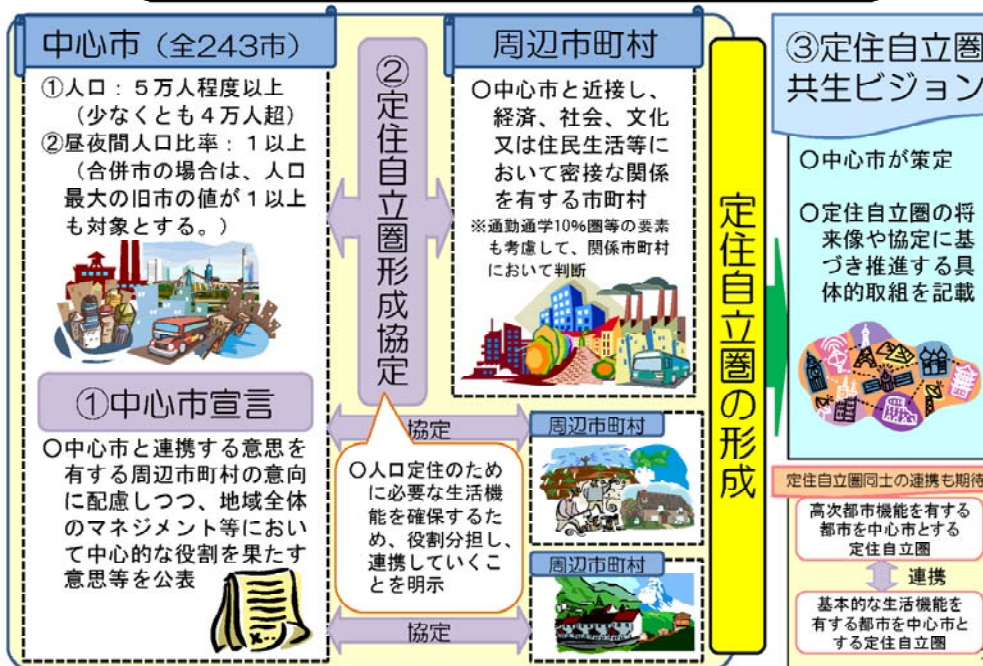 中心市(全243市)
①人口:5万人程度以上
(少なくとも4万人超)
②昼夜間人口比率:1以上
(合併市の場合は、人口
最大の旧市の値が1以上
も対象とする。)
①中心市宣言
○中心市と連携する意思を
有する周辺市町村の意向
に配慮しつつ、地域全体
のマネジメント等におい
て中心的な役割を果たす
意思等を公表
②定住自立圏形成協定
協定
○人口定住のため
に必要な生活機
能を確保するた
め、役割分担し、
連携していくこ
とを明示
協定
周辺市町村
○中心市と近接し、
経済、社会、文化
又は住民生活等に
おいて密接な関係
を有する市町村
※通勤通学10%圏等の要素
も考慮して、関係市町村
において判断
周辺市町村
周辺市町村
定住自立圏の形成
③定住自立圏
共生ビジョン
○中心市が策定
○定住自立圏の将
来像や協定に基
づき推進する具
体的取組を記載
定住自立圏同士の連携も期待
高次都市機能を有する
都市を中心市とする
定住自立圏
連携
基本的な生活機能を
有する都市を中心市と
する定住自立圏